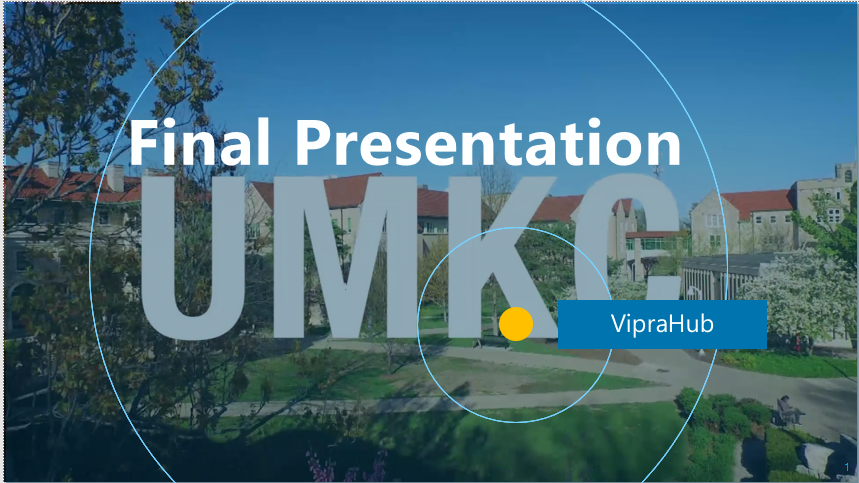 Final Presentation
UMKC
VipraHub
1